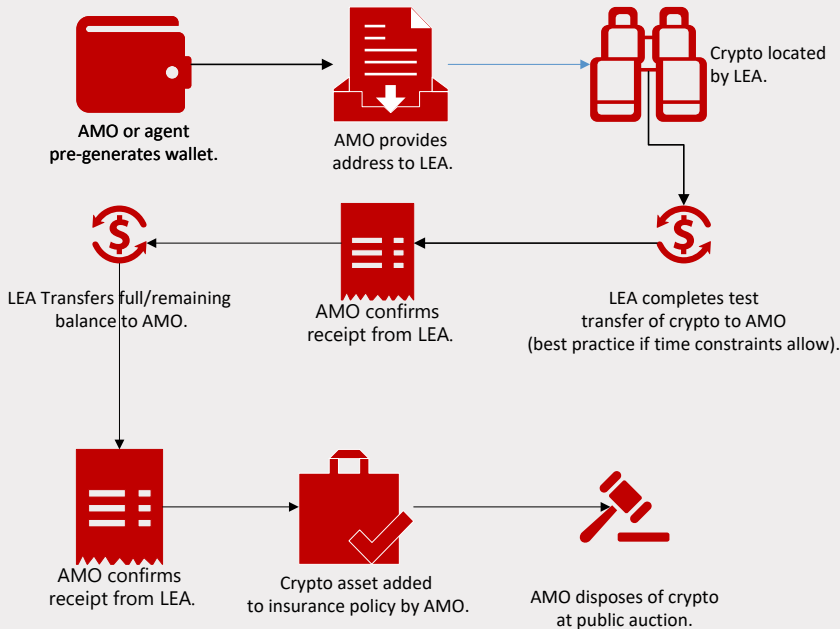 AMO or agent
pre-generates wallet.
AMO provides
address to LEA.
Crypto located
by LEA.
$
LEA completes test
transfer of crypto to AMO
(best practice if time constraints allow).
AMO confirms
receipt from LEA.
$
LEA Transfers full/remaining
balance to AMO.
AMO confirms
receipt from LEA.
Crypto asset added
to insurance policy by AMO.
AMO disposes of crypto
at public auction.